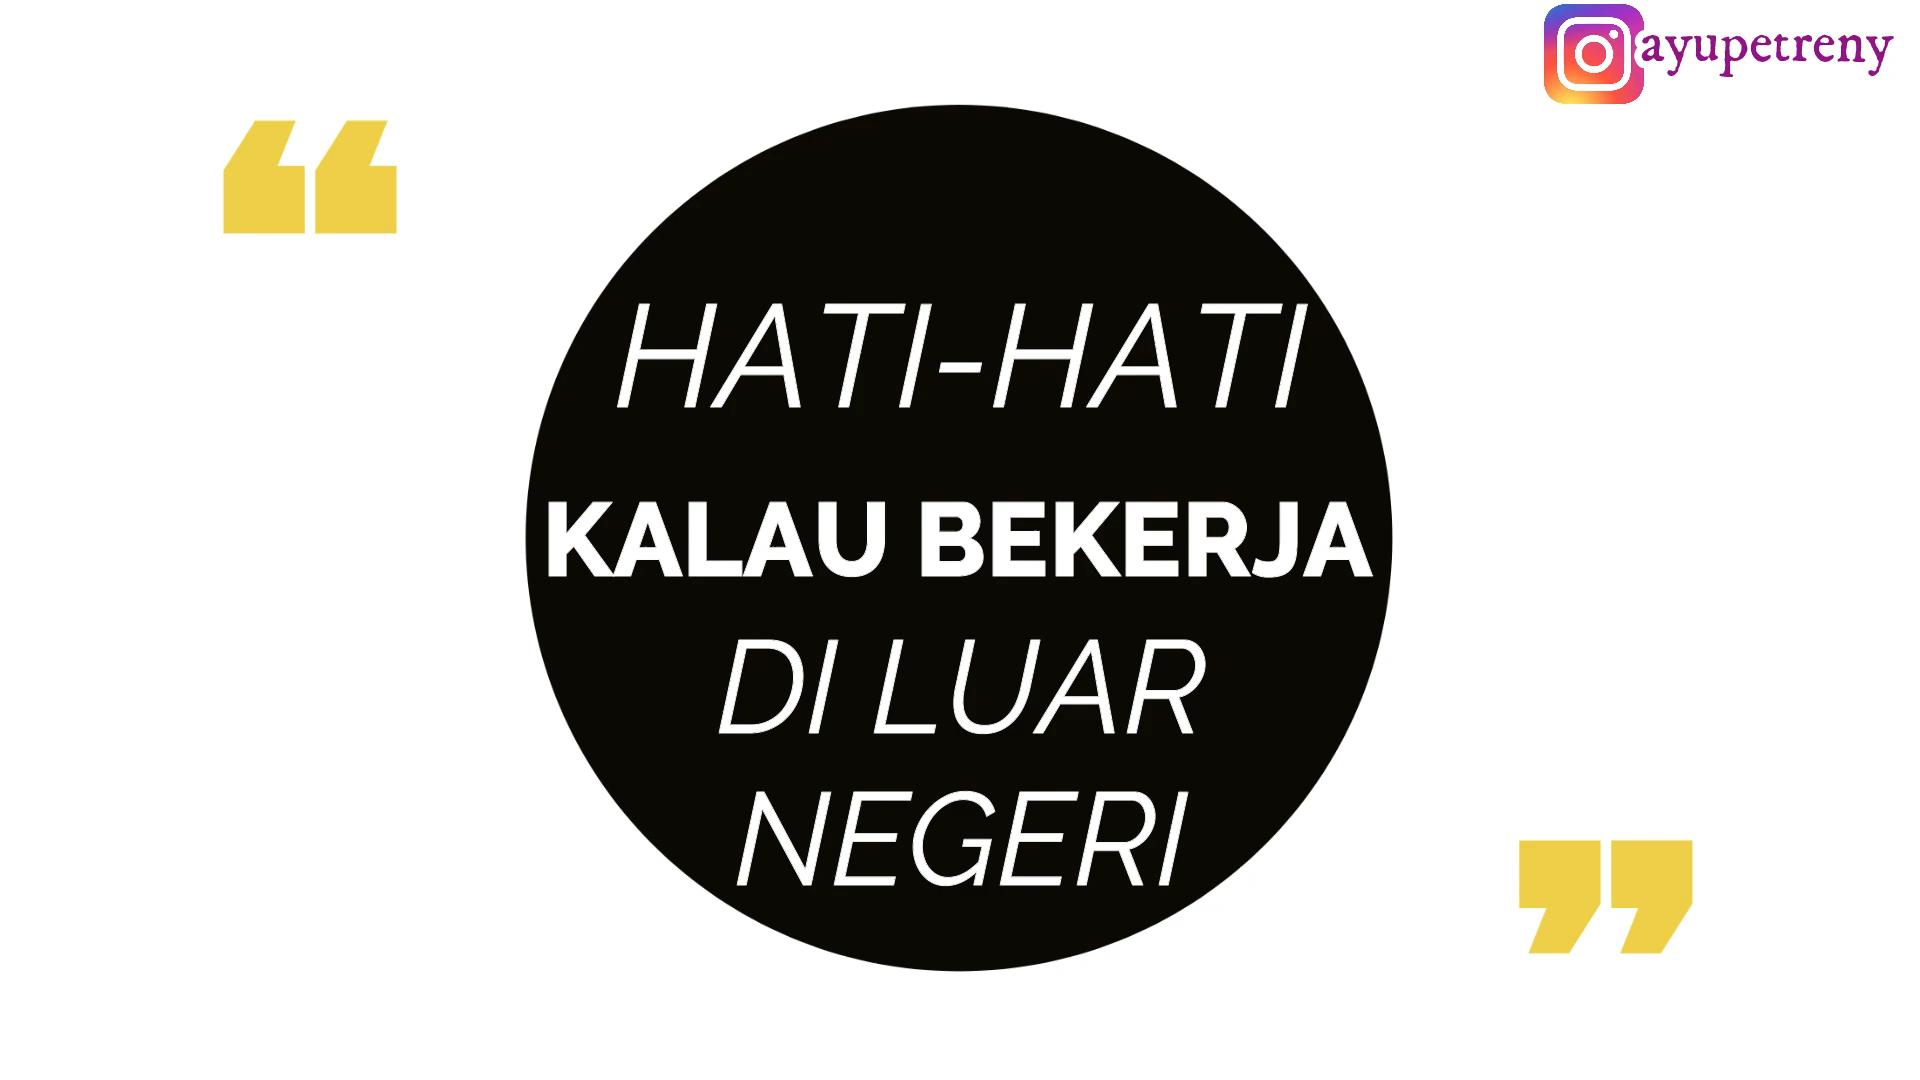 ayupetreny
HATI-HATI
KALAU BEKERJA
DI LUAR
NEGERI